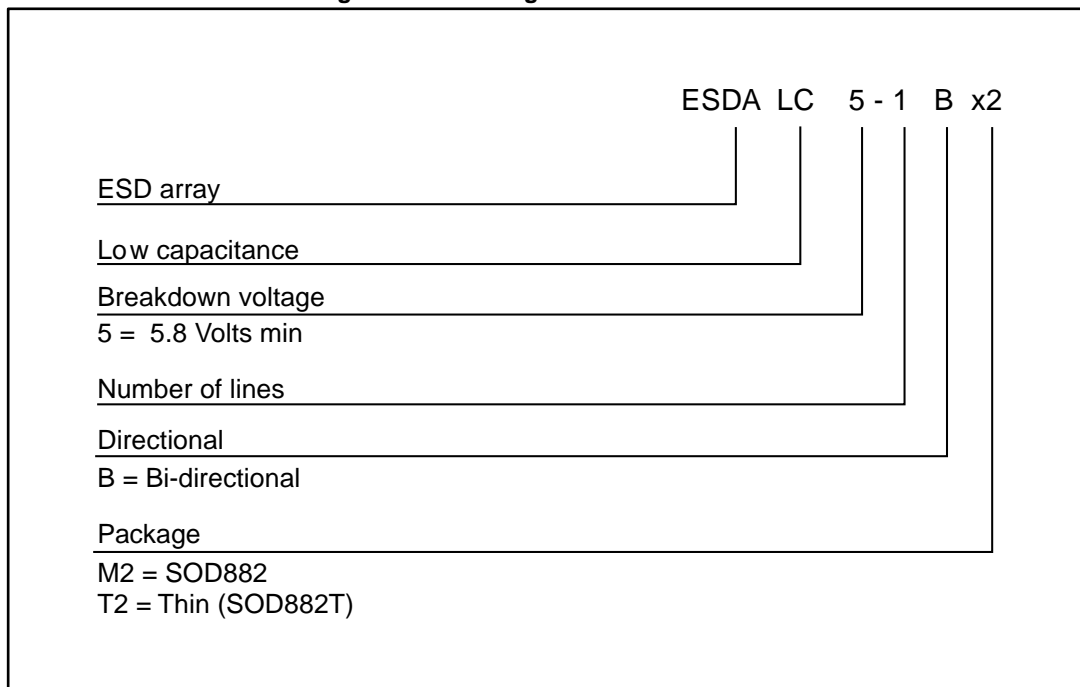 ESDA LC 5 - 1 B x2
ESD array
Low capacitance
Breakdown voltage
5 = 5.8 Volts min
Number of lines
Directional
B = Bi-directional
Package
M2 = SOD882
T2 = Thin (SOD882T)